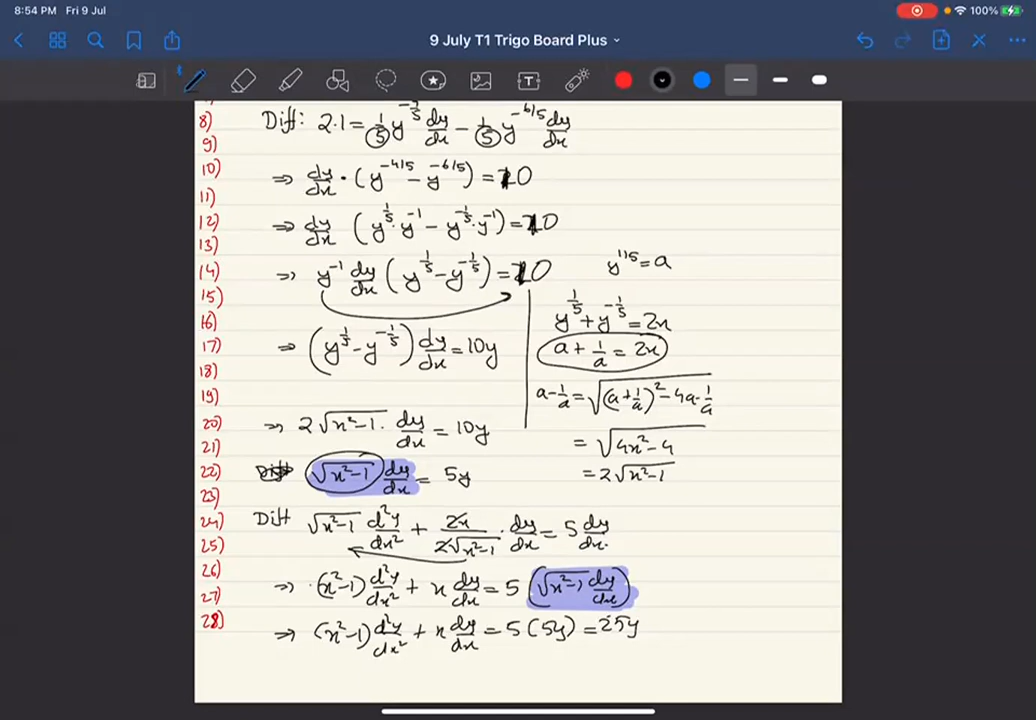 8:54 PM Fri 9 Jul 100%
9 July T1 Trigo Board Plus
8) Diff: 2·1 = 1/5 y^(-4/5) dy/dx - 1/5 y^(-6/5) dy/dx
9)
10) ⇒ dy/dx · (y^(-4/5) - y^(-6/5)) = 10
11)
12) ⇒ dy/dx (y^(1/5)·y^(-1) - y^(-1/5)·y^(-1)) = 10
13)
14) ⇒ y^(-1) dy/dx (y^(1/5) - y^(-1/5)) = 10
y^(1/5) = a
15)
16)
y^(1/5) + y^(-1/5) = 2x
17) ⇒ (y^(1/5) - y^(-1/5)) dy/dx = 10y
a + 1/a = 2x
18)
19)
a - 1/a = √((a + 1/a)² - 4a·1/a)
20) ⇒ 2√(x²-1) · dy/dx = 10y
21)
= √(4x²-4)
22) √(x²-1) dy/dx = 5y
= 2√(x²-1)
23)
24) Diff √(x²-1) d²y/dx² + 2x/(2√(x²-1)) · dy/dx = 5 dy/dx
25)
26) ⇒ (x²-1) d²y/dx² + x dy/dx = 5 (√(x²-1) dy/dx)
27)
28) ⇒ (x²-1) d²y/dx² + x dy/dx = 5(5y) = 25y